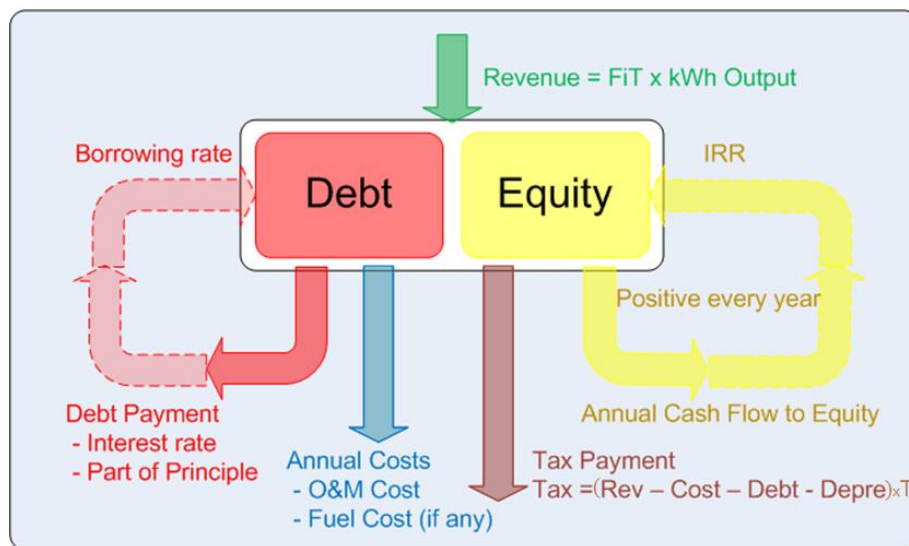 Revenue = FiT x kWh Output
Borrowing rate
Debt
Equity
IRR
Positive every year
Debt Payment
- Interest rate
- Part of Principle
Annual Costs
- O&M Cost
- Fuel Cost (if any)
Tax Payment
Tax =(Rev – Cost – Debt - Depre)xT
Annual Cash Flow to Equity